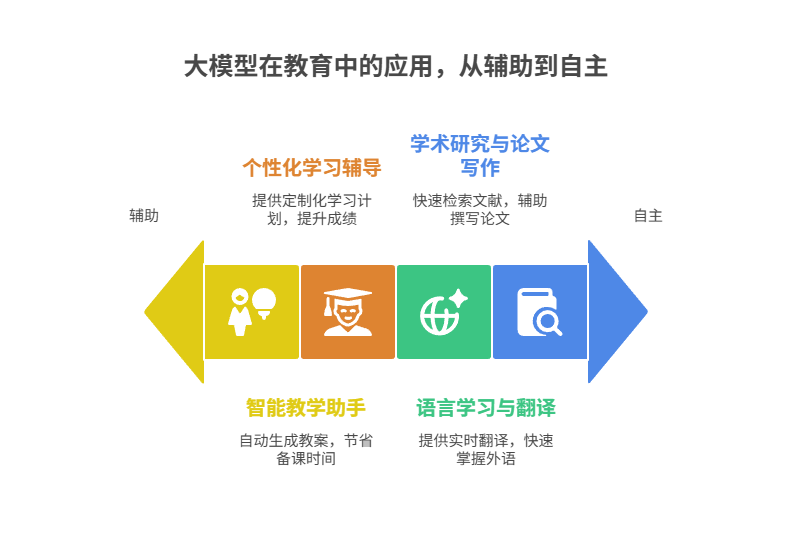 大模型在教育中的应用，从辅助到自主
学术研究与论文
写作
个性化学习辅导
提供定制化学习计
划，提升成绩
快速检索文献，辅助
撰写论文
辅助
自主
智能教学助手
语言学习与翻译
自动生成教案，节省
备课时间
提供实时翻译，快速
掌握外语